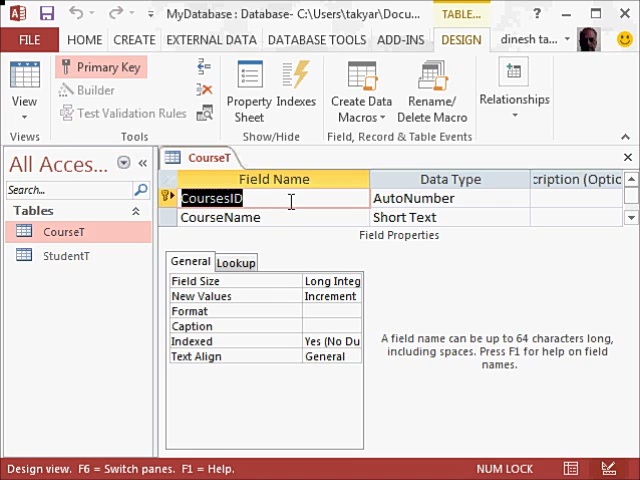 MyDatabase : Database- C:\Users\takyar\Docu... TABLE...
FILE HOME CREATE EXTERNAL DATA DATABASE TOOLS ADD-INS DESIGN dinesh ta...
View
Primary Key
Builder
Test Validation Rules
Property Sheet
Indexes
Create Data Macros
Rename/ Delete Macro
Relationships
Views Tools Show/Hide Field, Record & Table Events
All Acces...
Search...
Tables
CourseT
StudentT
CourseT
Field Name Data Type cription (Optic
CoursesID AutoNumber
CourseName Short Text
Field Properties
General Lookup
Field Size Long Integ
New Values Increment
Format
Caption
Indexed Yes (No Du
Text Align General
A field name can be up to 64 characters long,
including spaces. Press F1 for help on field
names.
Design view. F6 = Switch panes. F1 = Help. NUM LOCK